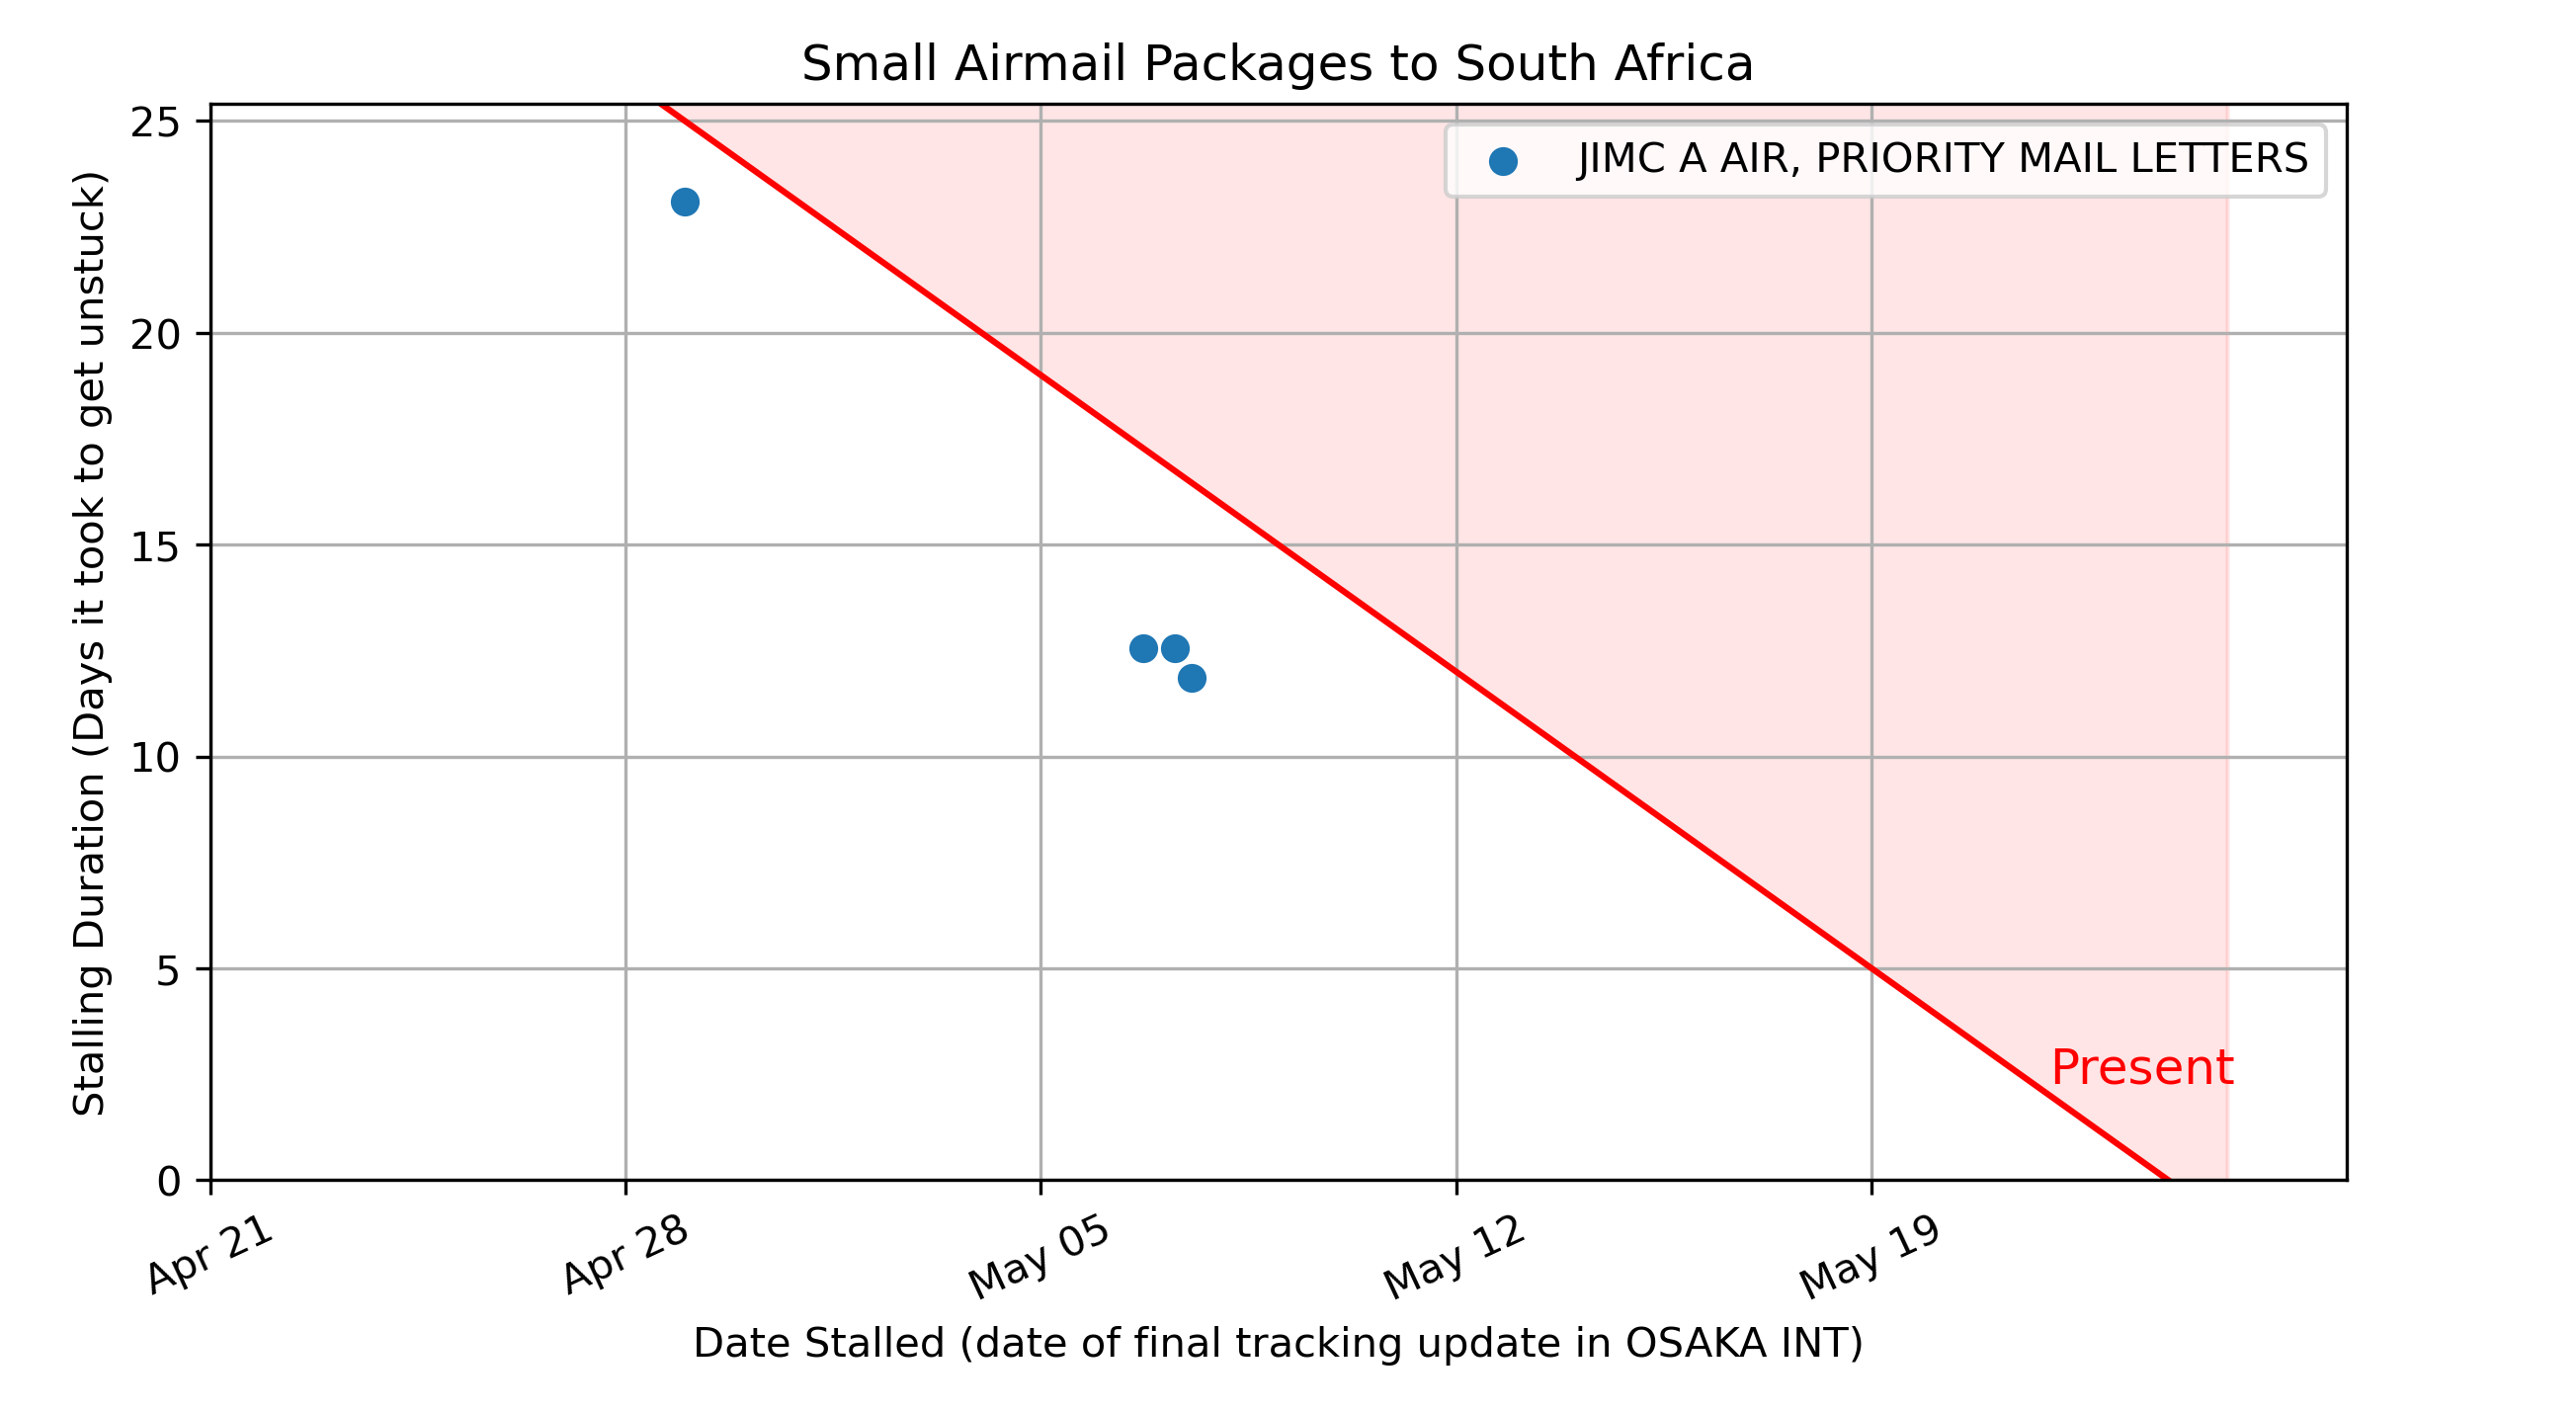 Small Airmail Packages to South Africa
JIMC A AIR, PRIORITY MAIL LETTERS
Stalling Duration (Days it took to get unstuck)
25
20
15
10
5
0
Present
Apr 21
Apr 28
May 05
May 12
May 19
Date Stalled (date of final tracking update in OSAKA INT)